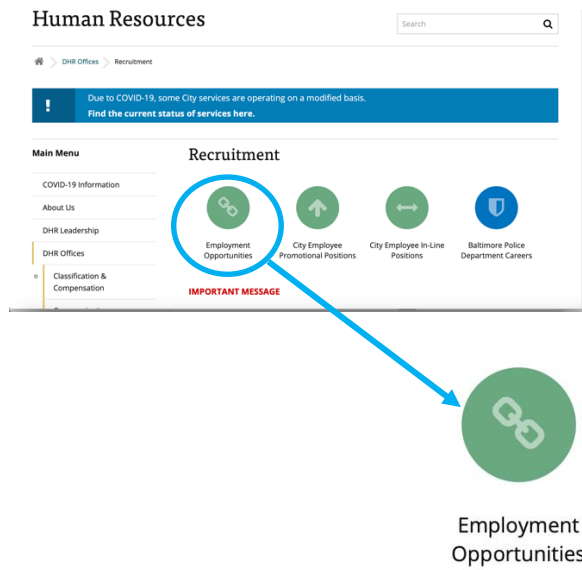 Human Resources
Search
DHR Offices
Recruitment
Due to COVID-19, some City services are operating on a modified basis.
Find the current status of services here.
Main Menu
Recruitment
COVID-19 Information
About Us
DHR Leadership
DHR Offices
Classification &
Compensation
Employment
Opportunities
City Employee
Promotional Positions
City Employee In-Line
Positions
Baltimore Police
Department Careers
IMPORTANT MESSAGE
Employment
Opportunities